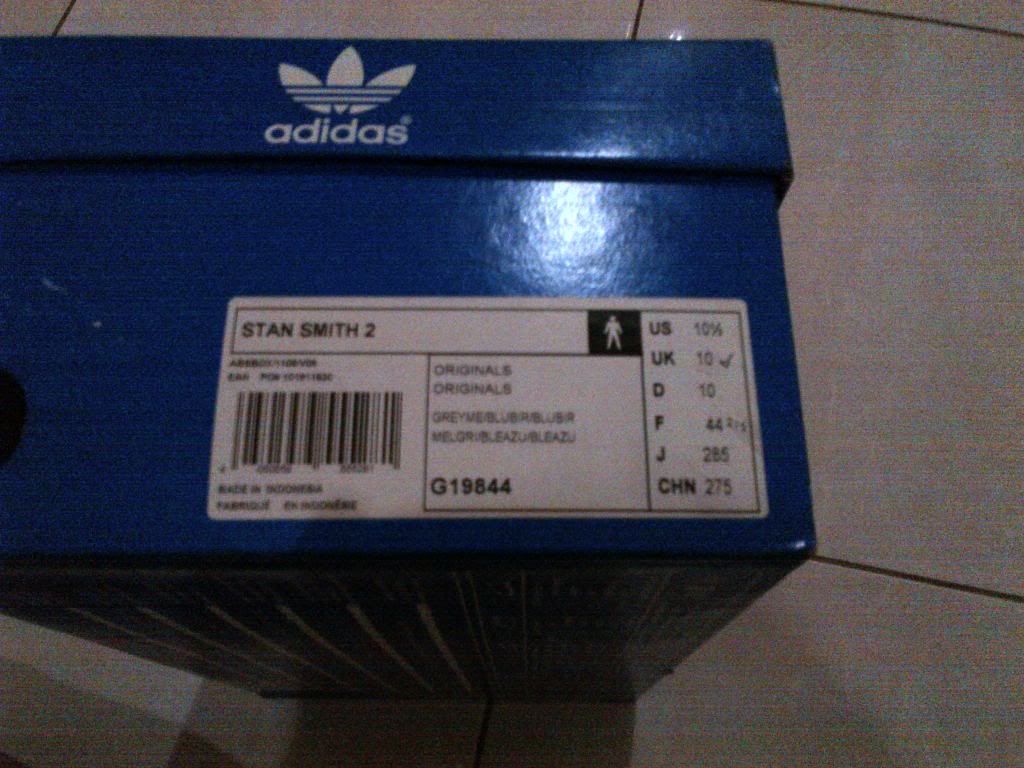 adidas®
STAN SMITH 2
ORIGINALS
ORIGINALS
GREYME/BLUBIR/BLUBIR
MELGRI/BLEAZU/BLEAZU
G19844
MADE IN INDONESIA
FABRIQUÉ EN INDONÉSIE
US 10½
UK 10 ✓
D 10
F 44 2/3
J 285
CHN 275